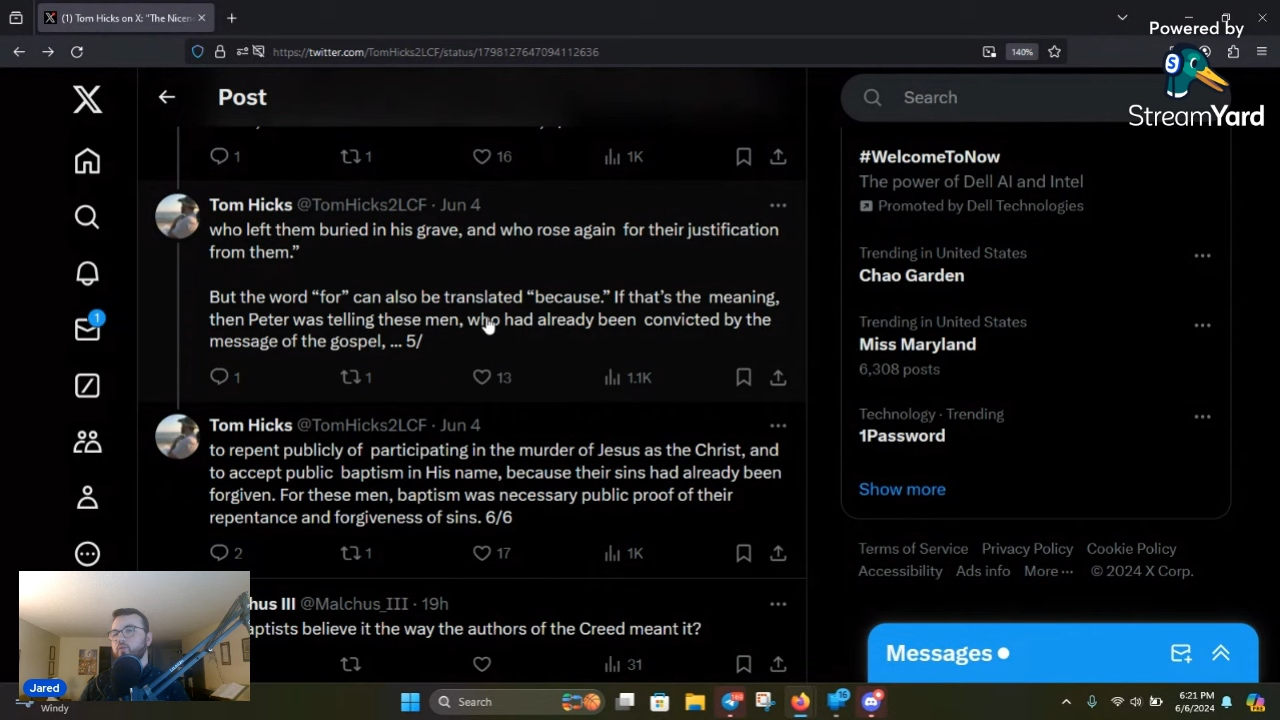 (1) Tom Hicks on X: "The Nicen
https://twitter.com/TomHicks2LCF/status/1798127647094112636
140%
Powered by
StreamYard
Post
Search
1
1
16
1K
Tom Hicks @TomHicks2LCF · Jun 4
who left them buried in his grave, and who rose again for their justification
from them.”
But the word “for” can also be translated “because.” If that’s the meaning,
then Peter was telling these men, who had already been convicted by the
message of the gospel, ... 5/
1
1
13
1.1K
Tom Hicks @TomHicks2LCF · Jun 4
to repent publicly of participating in the murder of Jesus as the Christ, and
to accept public baptism in His name, because their sins had already been
forgiven. For these men, baptism was necessary public proof of their
repentance and forgiveness of sins. 6/6
2
1
17
1K
hus III @Malchus_III · 19h
aptists believe it the way the authors of the Creed meant it?
31
1
#WelcomeToNow
The power of Dell AI and Intel
Promoted by Dell Technologies
Trending in United States
Chao Garden
Trending in United States
Miss Maryland
6,308 posts
Technology · Trending
1Password
Show more
Terms of Service Privacy Policy Cookie Policy
Accessibility Ads info More ··· © 2024 X Corp.
Messages
Jared
Windy
Search
6:21 PM
6/6/2024